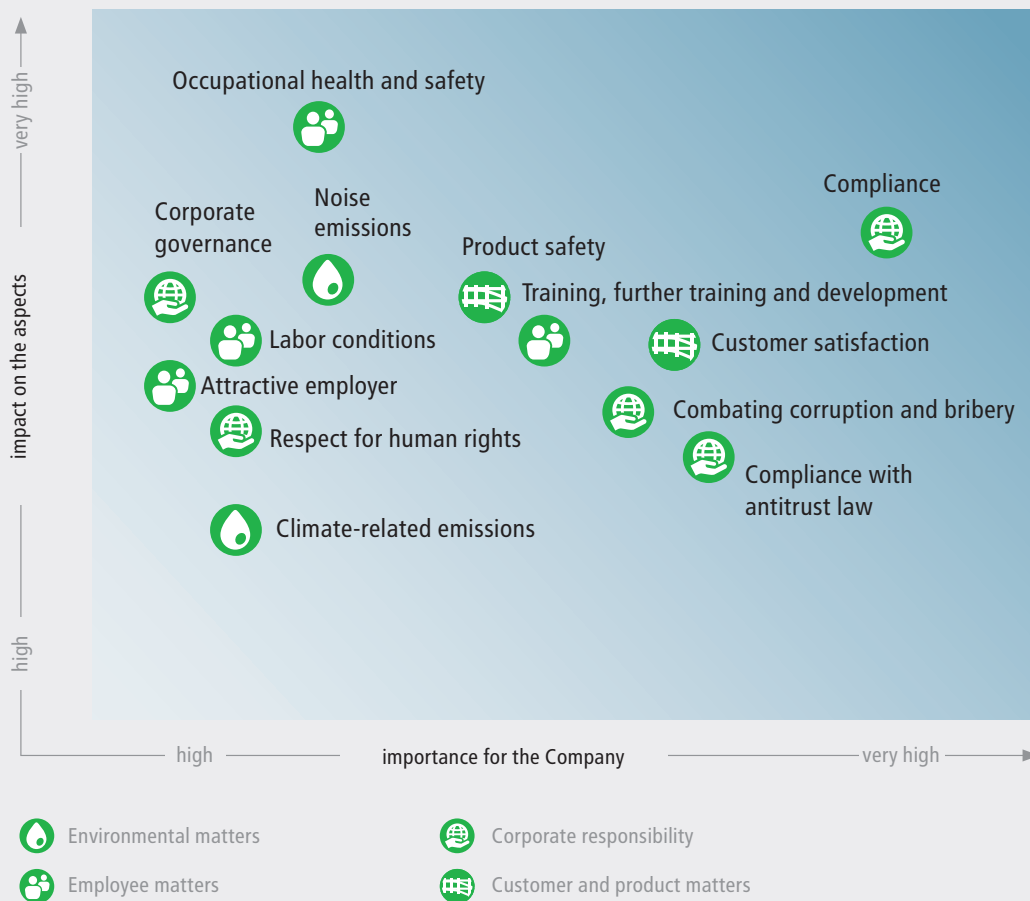 very high
impact on the aspects
high
Occupational health and safety
Noise
emissions
Corporate
governance
Compliance
Product safety
Training, further training and development
Labor conditions
Customer satisfaction
Attractive employer
Combating corruption and bribery
Respect for human rights
Compliance with
antitrust law
Climate-related emissions
high
importance for the Company
very high
Environmental matters
Corporate responsibility
Employee matters
Customer and product matters